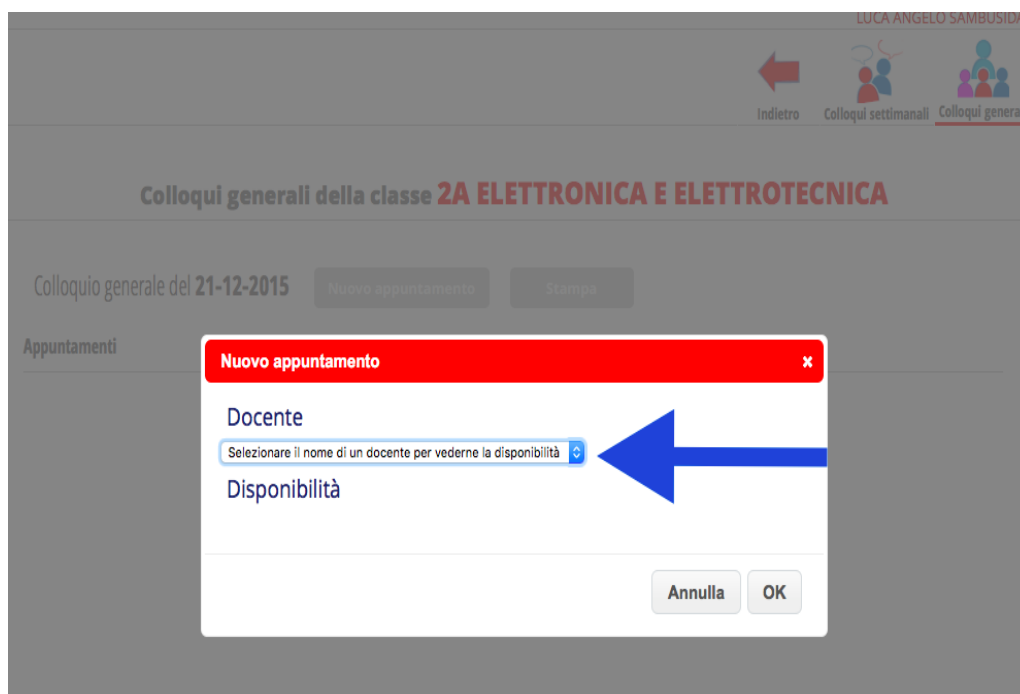 LUCA ANGELO SAMBUSIDA
Indietro
Colloqui settimanali
Colloqui genera
Colloqui generali della classe 2A ELETTRONICA E ELETTROTECNICA
Colloquio generale del 21-12-2015
Nuovo appuntamento
Stampa
Appuntamenti
Nuovo appuntamento
Docente
Selezionare il nome di un docente per vederne la disponibilità
Disponibilità
Annulla
OK